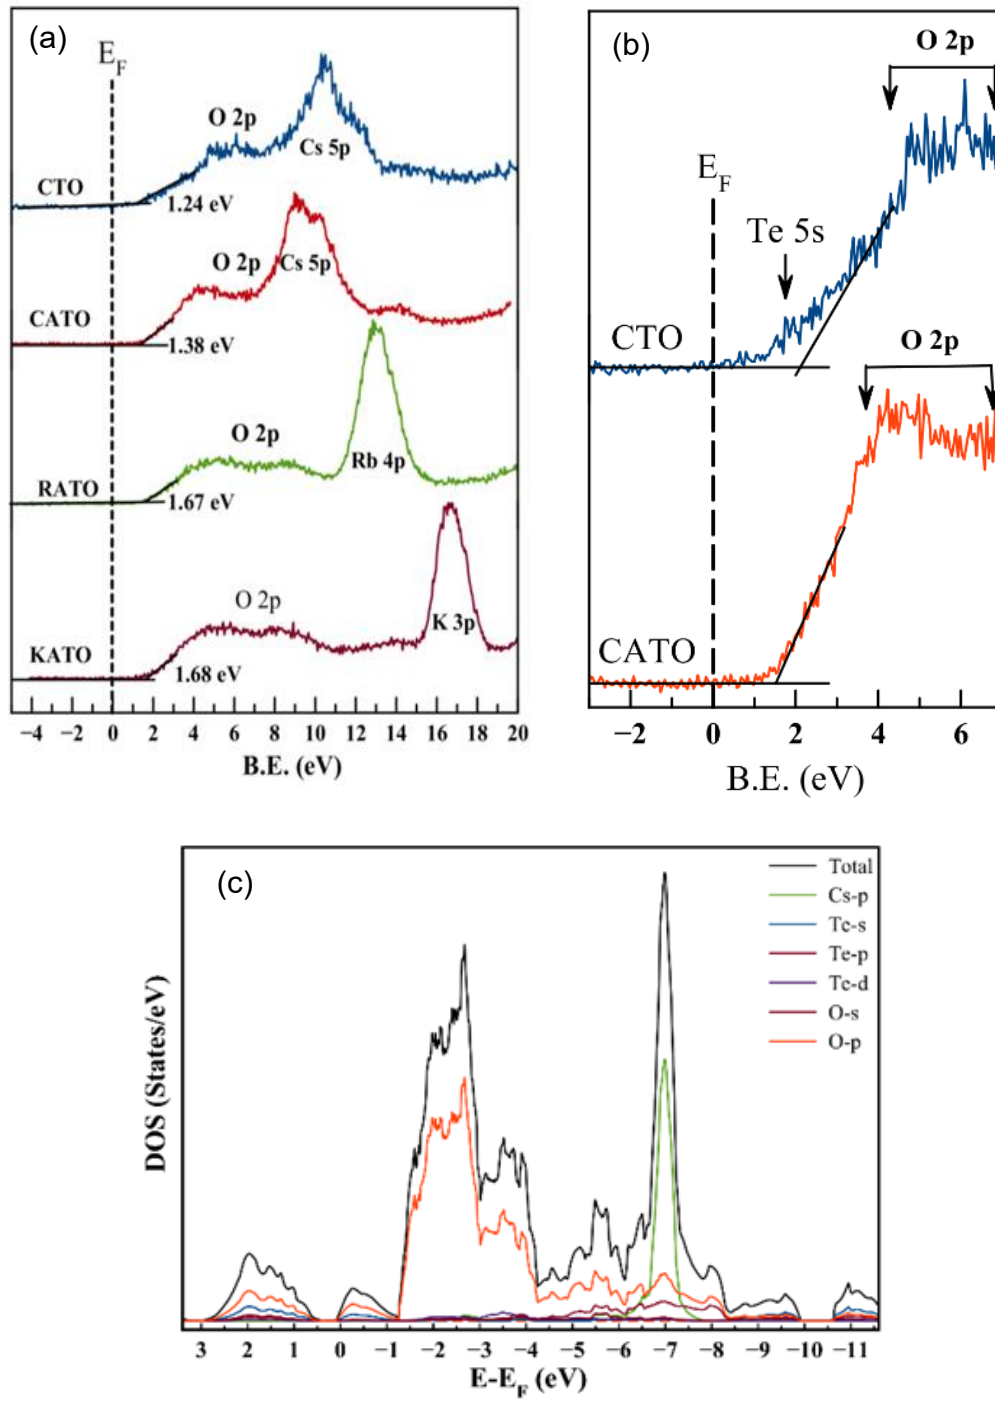 (a)
E_F
O 2p
Cs 5p
CTO
1.24 eV
O 2p
Cs 5p
CATO
1.38 eV
O 2p
Rb 4p
RATO
1.67 eV
O 2p
K 3p
KATO
1.68 eV
−4 −2 0 2 4 6 8 10 12 14 16 18 20
B.E. (eV)
(b)
O 2p
E_F
Te 5s
CTO
O 2p
CATO
−2 0 2 4 6
B.E. (eV)
(c)
Total
Cs-p
Te-s
Te-p
Te-d
O-s
O-p
DOS (States/eV)
3 2 1 0 −1 −2 −3 −4 −5 −6 −7 −8 −9 −10 −11
E-E_F (eV)